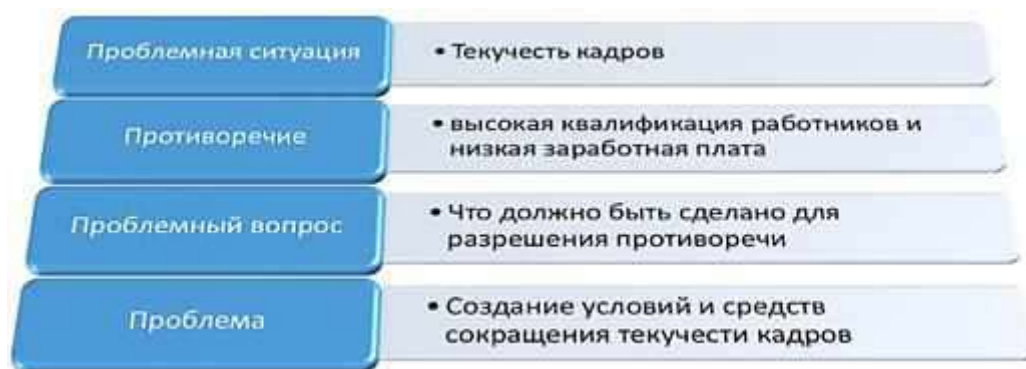 Проблемная ситуация
• Текучесть кадров
Противоречие
• высокая квалификация работников и
низкая заработная плата
Проблемный вопрос
• Что должно быть сделано для
разрешения противоречи
Проблема
• Создание условий и средств
сокращения текучести кадров